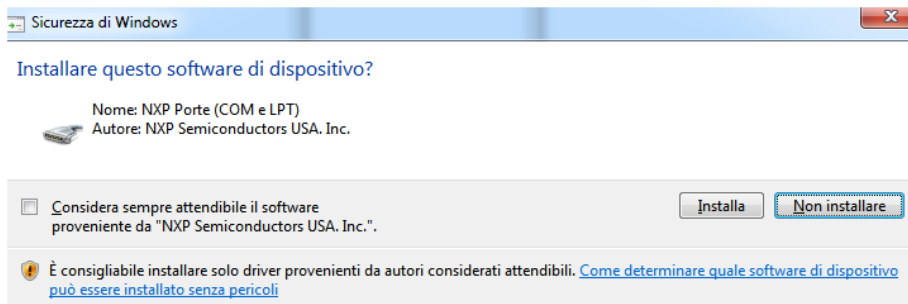 Sicurezza di Windows
Installare questo software di dispositivo?
Nome: NXP Porte (COM e LPT)
Autore: NXP Semiconductors USA. Inc.
Considera sempre attendibile il software
proveniente da "NXP Semiconductors USA. Inc.".
Installa
Non installare
È consigliabile installare solo driver provenienti da autori considerati attendibili. Come determinare quale software di dispositivo
può essere installato senza pericoli